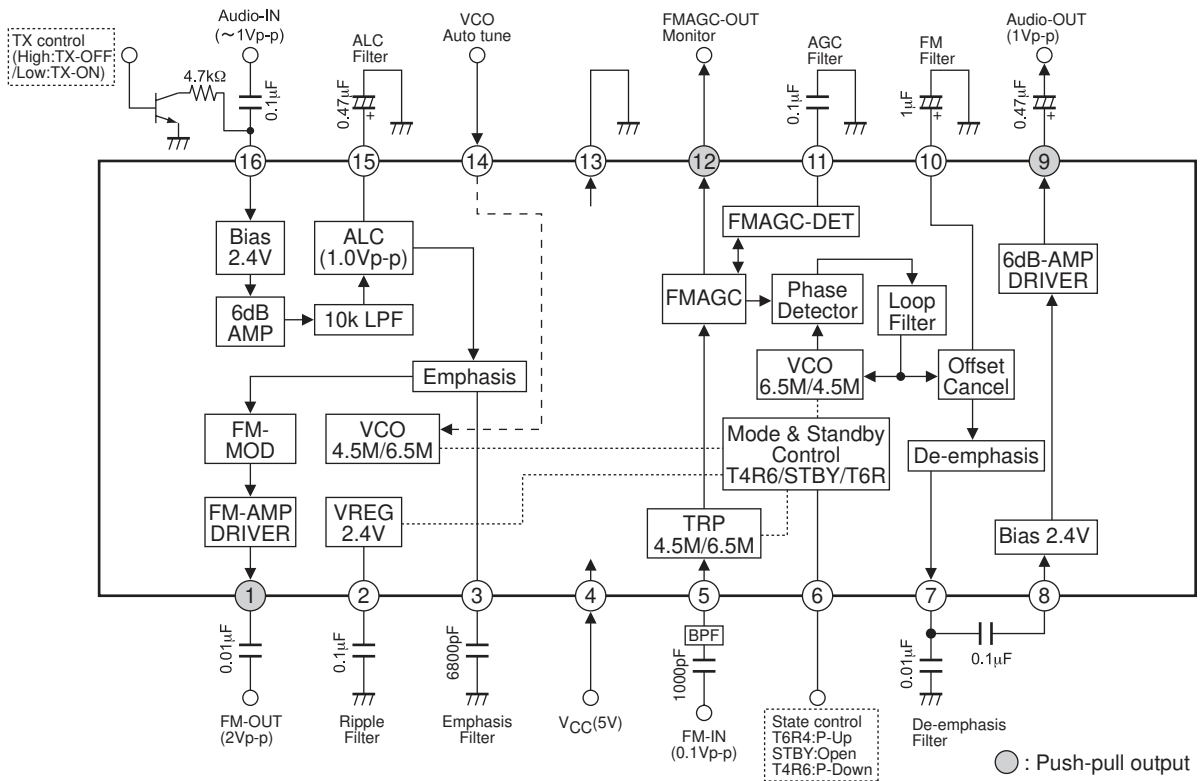 TX control
(High:TX-OFF
/Low:TX-ON)
4.7kΩ
Audio-IN
(~1Vp-p)
0.1μF
ALC
Filter
0.47μF
+
VCO
Auto tune
FMAGC-OUT
Monitor
AGC
Filter
0.1μF
FM
Filter
1μF
+
Audio-OUT
(1Vp-p)
0.47μF
+
16
15
14
13
12
11
10
9
Bias
2.4V
ALC
(1.0Vp-p)
6dB
AMP
10k LPF
Emphasis
FM-
MOD
VCO
4.5M/6.5M
FM-AMP
DRIVER
VREG
2.4V
FMAGC-DET
FMAGC
Phase
Detector
Loop
Filter
6dB-AMP
DRIVER
VCO
6.5M/4.5M
Offset
Cancel
Mode & Standby
Control
T4R6/STBY/T6R
De-emphasis
TRP
4.5M/6.5M
Bias 2.4V
1
2
3
4
5
6
7
8
0.01μF
FM-OUT
(2Vp-p)
0.1μF
Ripple
Filter
6800pF
Emphasis
Filter
VCC(5V)
BPF
1000pF
FM-IN
(0.1Vp-p)
State control
T6R4:P-Up
STBY:Open
T4R6:P-Down
0.01μF
0.1μF
De-emphasis
Filter
: Push-pull output